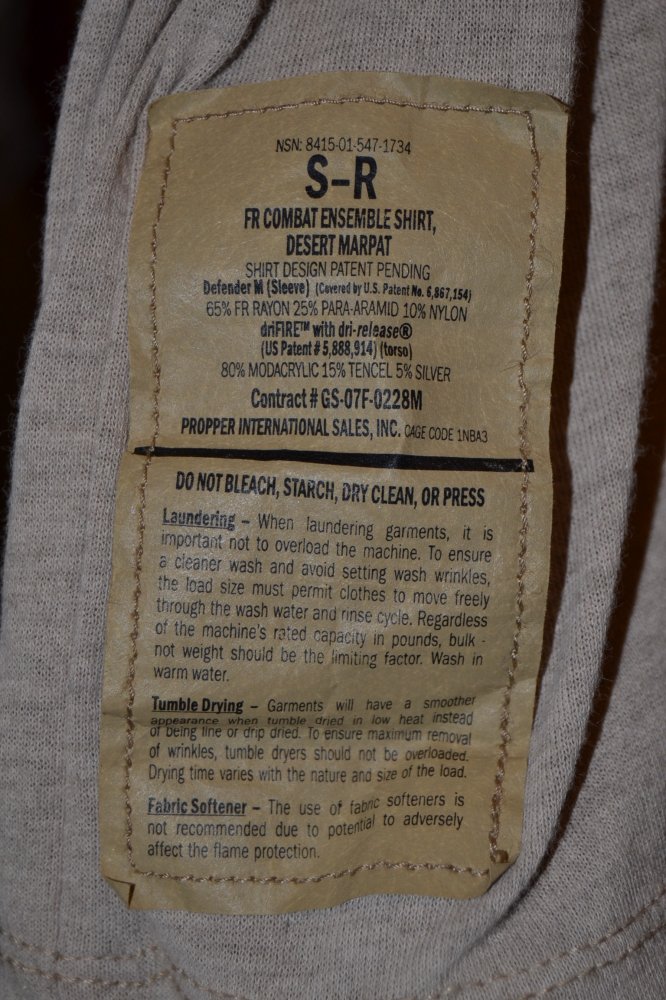 NSN: 8415-01-547-1734
S-R
FR COMBAT ENSEMBLE SHIRT,
DESERT MARPAT
SHIRT DESIGN PATENT PENDING
Defender M (Sleeve) (Covered by U.S. Patent No. 6,867,154)
65% FR RAYON 25% PARA-ARAMID 10% NYLON
driFIRE™ with dri-release®
(US Patent # 5,888,914) (torso)
80% MODACRYLIC 15% TENCEL 5% SILVER
Contract # GS-07F-0228M
PROPPER INTERNATIONAL SALES, INC. CAGE CODE 1NBA3
DO NOT BLEACH, STARCH, DRY CLEAN, OR PRESS
Laundering – When laundering garments, it is
important not to overload the machine. To ensure
a cleaner wash and avoid setting wash wrinkles,
the load size must permit clothes to move freely
through the wash water and rinse cycle. Regardless
of the machine's rated capacity in pounds, bulk -
not weight should be the limiting factor. Wash in
warm water.
Tumble Drying – Garments will have a smoother
appearance when tumble dried in low heat instead
of being line or drip dried. To ensure maximum removal
of wrinkles, tumble dryers should not be overloaded.
Drying time varies with the nature and size of the load.
Fabric Softener – The use of fabric softeners is
not recommended due to potential to adversely
affect the flame protection.